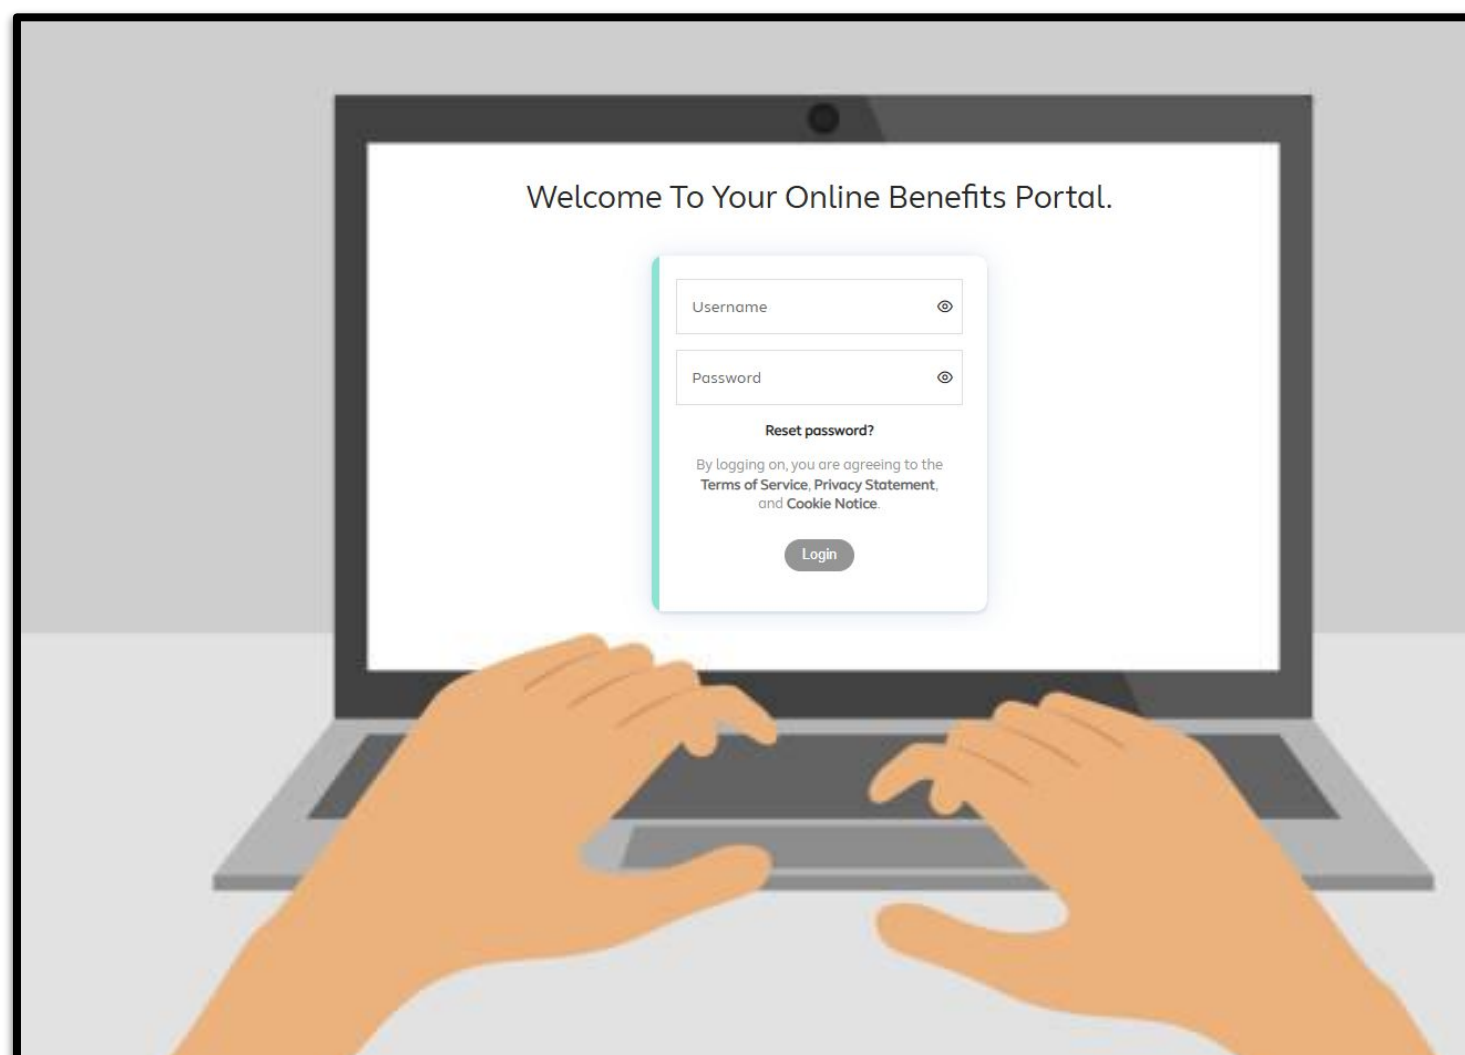 Welcome To Your Online Benefits Portal.
Username
Password
Reset password?
By logging on, you are agreeing to the
Terms of Service, Privacy Statement,
and Cookie Notice.
Login